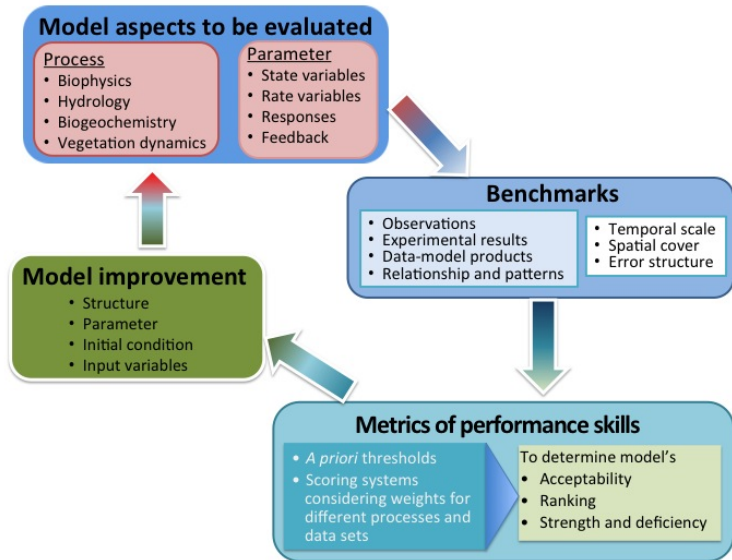 Model aspects to be evaluated
Process
• Biophysics
• Hydrology
• Biogeochemistry
• Vegetation dynamics
Parameter
• State variables
• Rate variables
• Responses
• Feedback
Benchmarks
• Observations
• Experimental results
• Data-model products
• Relationship and patterns
• Temporal scale
• Spatial cover
• Error structure
Metrics of performance skills
• A priori thresholds
• Scoring systems
considering weights for
different processes and
data sets
To determine model's
• Acceptability
• Ranking
• Strength and deficiency
Model improvement
• Structure
• Parameter
• Initial condition
• Input variables